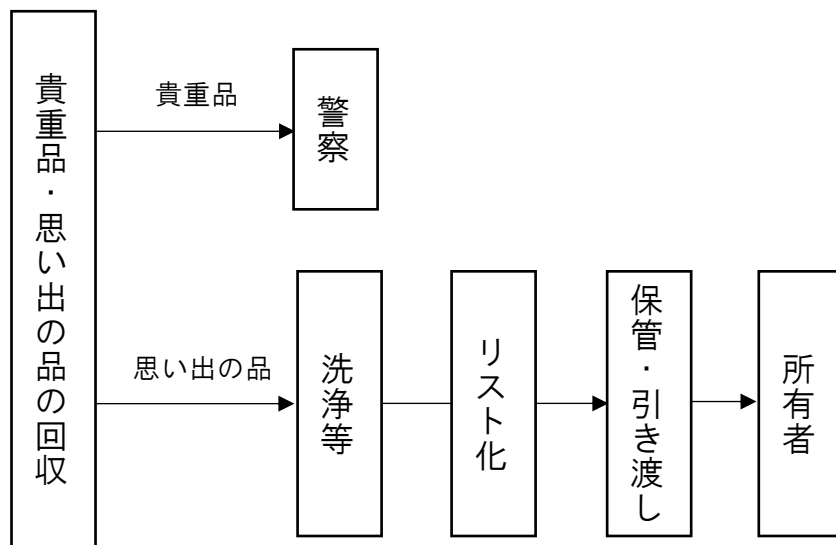 貴重品・思い出の品の回収
貴重品
警察
思い出の品
洗浄等
リスト化
保管・引き渡し
所有者